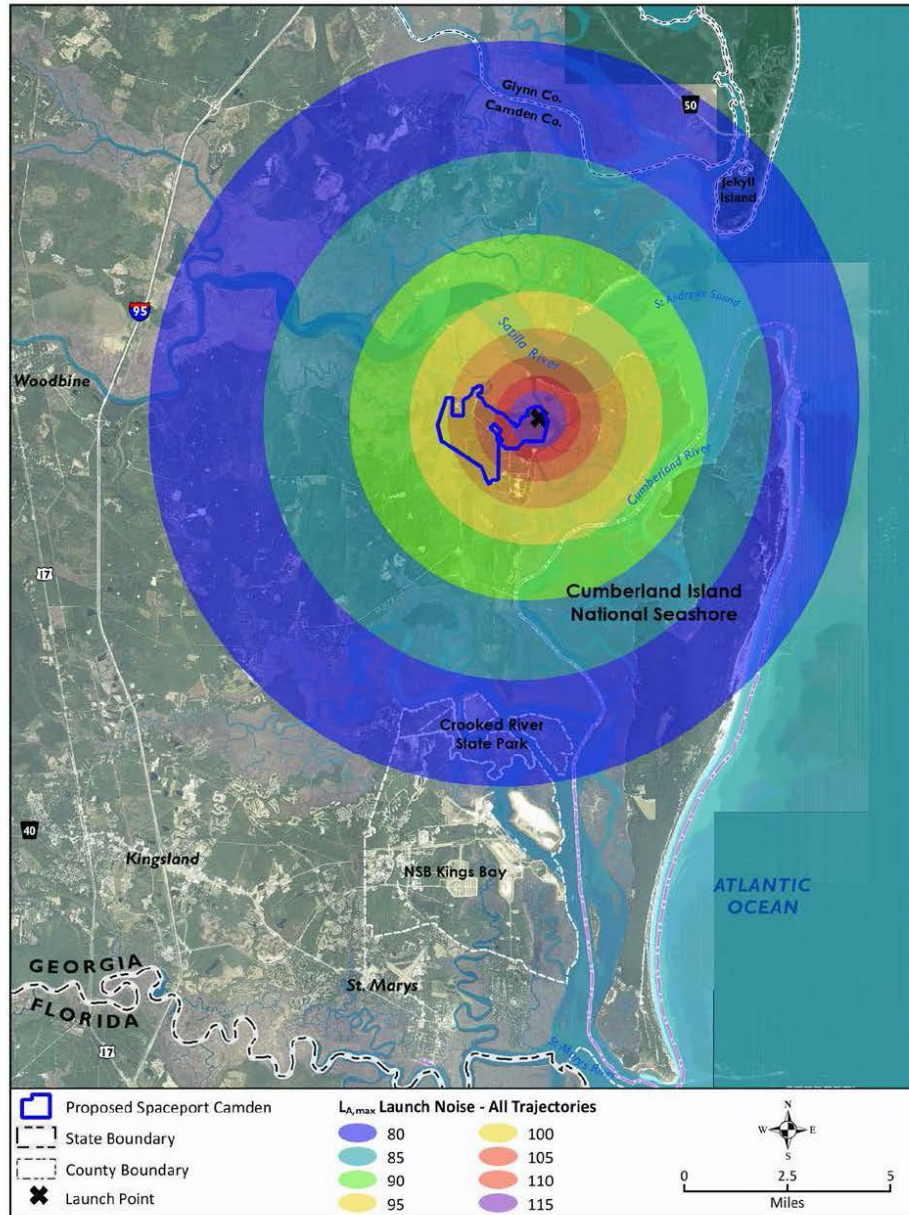 Glynn Co.
Camden Co.
50
Jekyll
Island
95
St Andrews Sound
Satilla River
Woodbine
Cumberland River
17
Cumberland Island
National Seashore
Crooked River
State Park
40
Kingsland
NSB Kings Bay
ATLANTIC
OCEAN
GEORGIA
FLORIDA
St. Marys
17
St Marys River
Proposed Spaceport Camden
State Boundary
County Boundary
Launch Point
LA,max Launch Noise - All Trajectories
80
85
90
95
100
105
110
115
N
W E
S
0 2.5 5
Miles